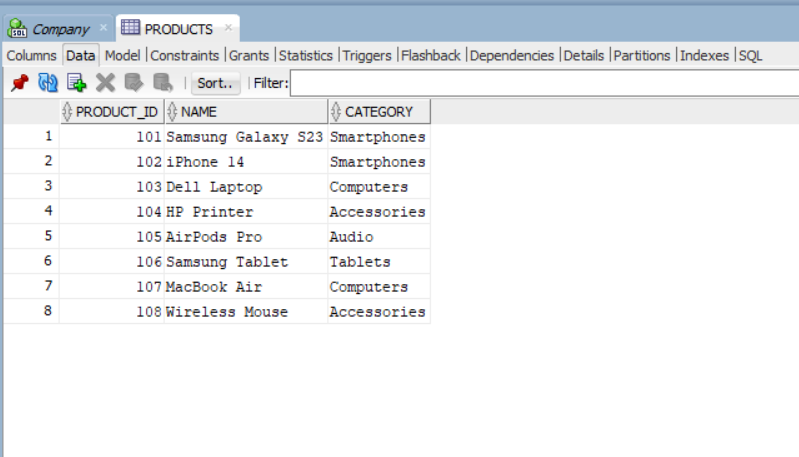 SQL Company × PRODUCTS ×
Columns Data Model |Constraints |Grants |Statistics |Triggers |Flashback |Dependencies |Details |Partitions |Indexes |SQL
Sort.. | Filter:
PRODUCT_ID NAME CATEGORY
1 101 Samsung Galaxy S23 Smartphones
2 102 iPhone 14 Smartphones
3 103 Dell Laptop Computers
4 104 HP Printer Accessories
5 105 AirPods Pro Audio
6 106 Samsung Tablet Tablets
7 107 MacBook Air Computers
8 108 Wireless Mouse Accessories